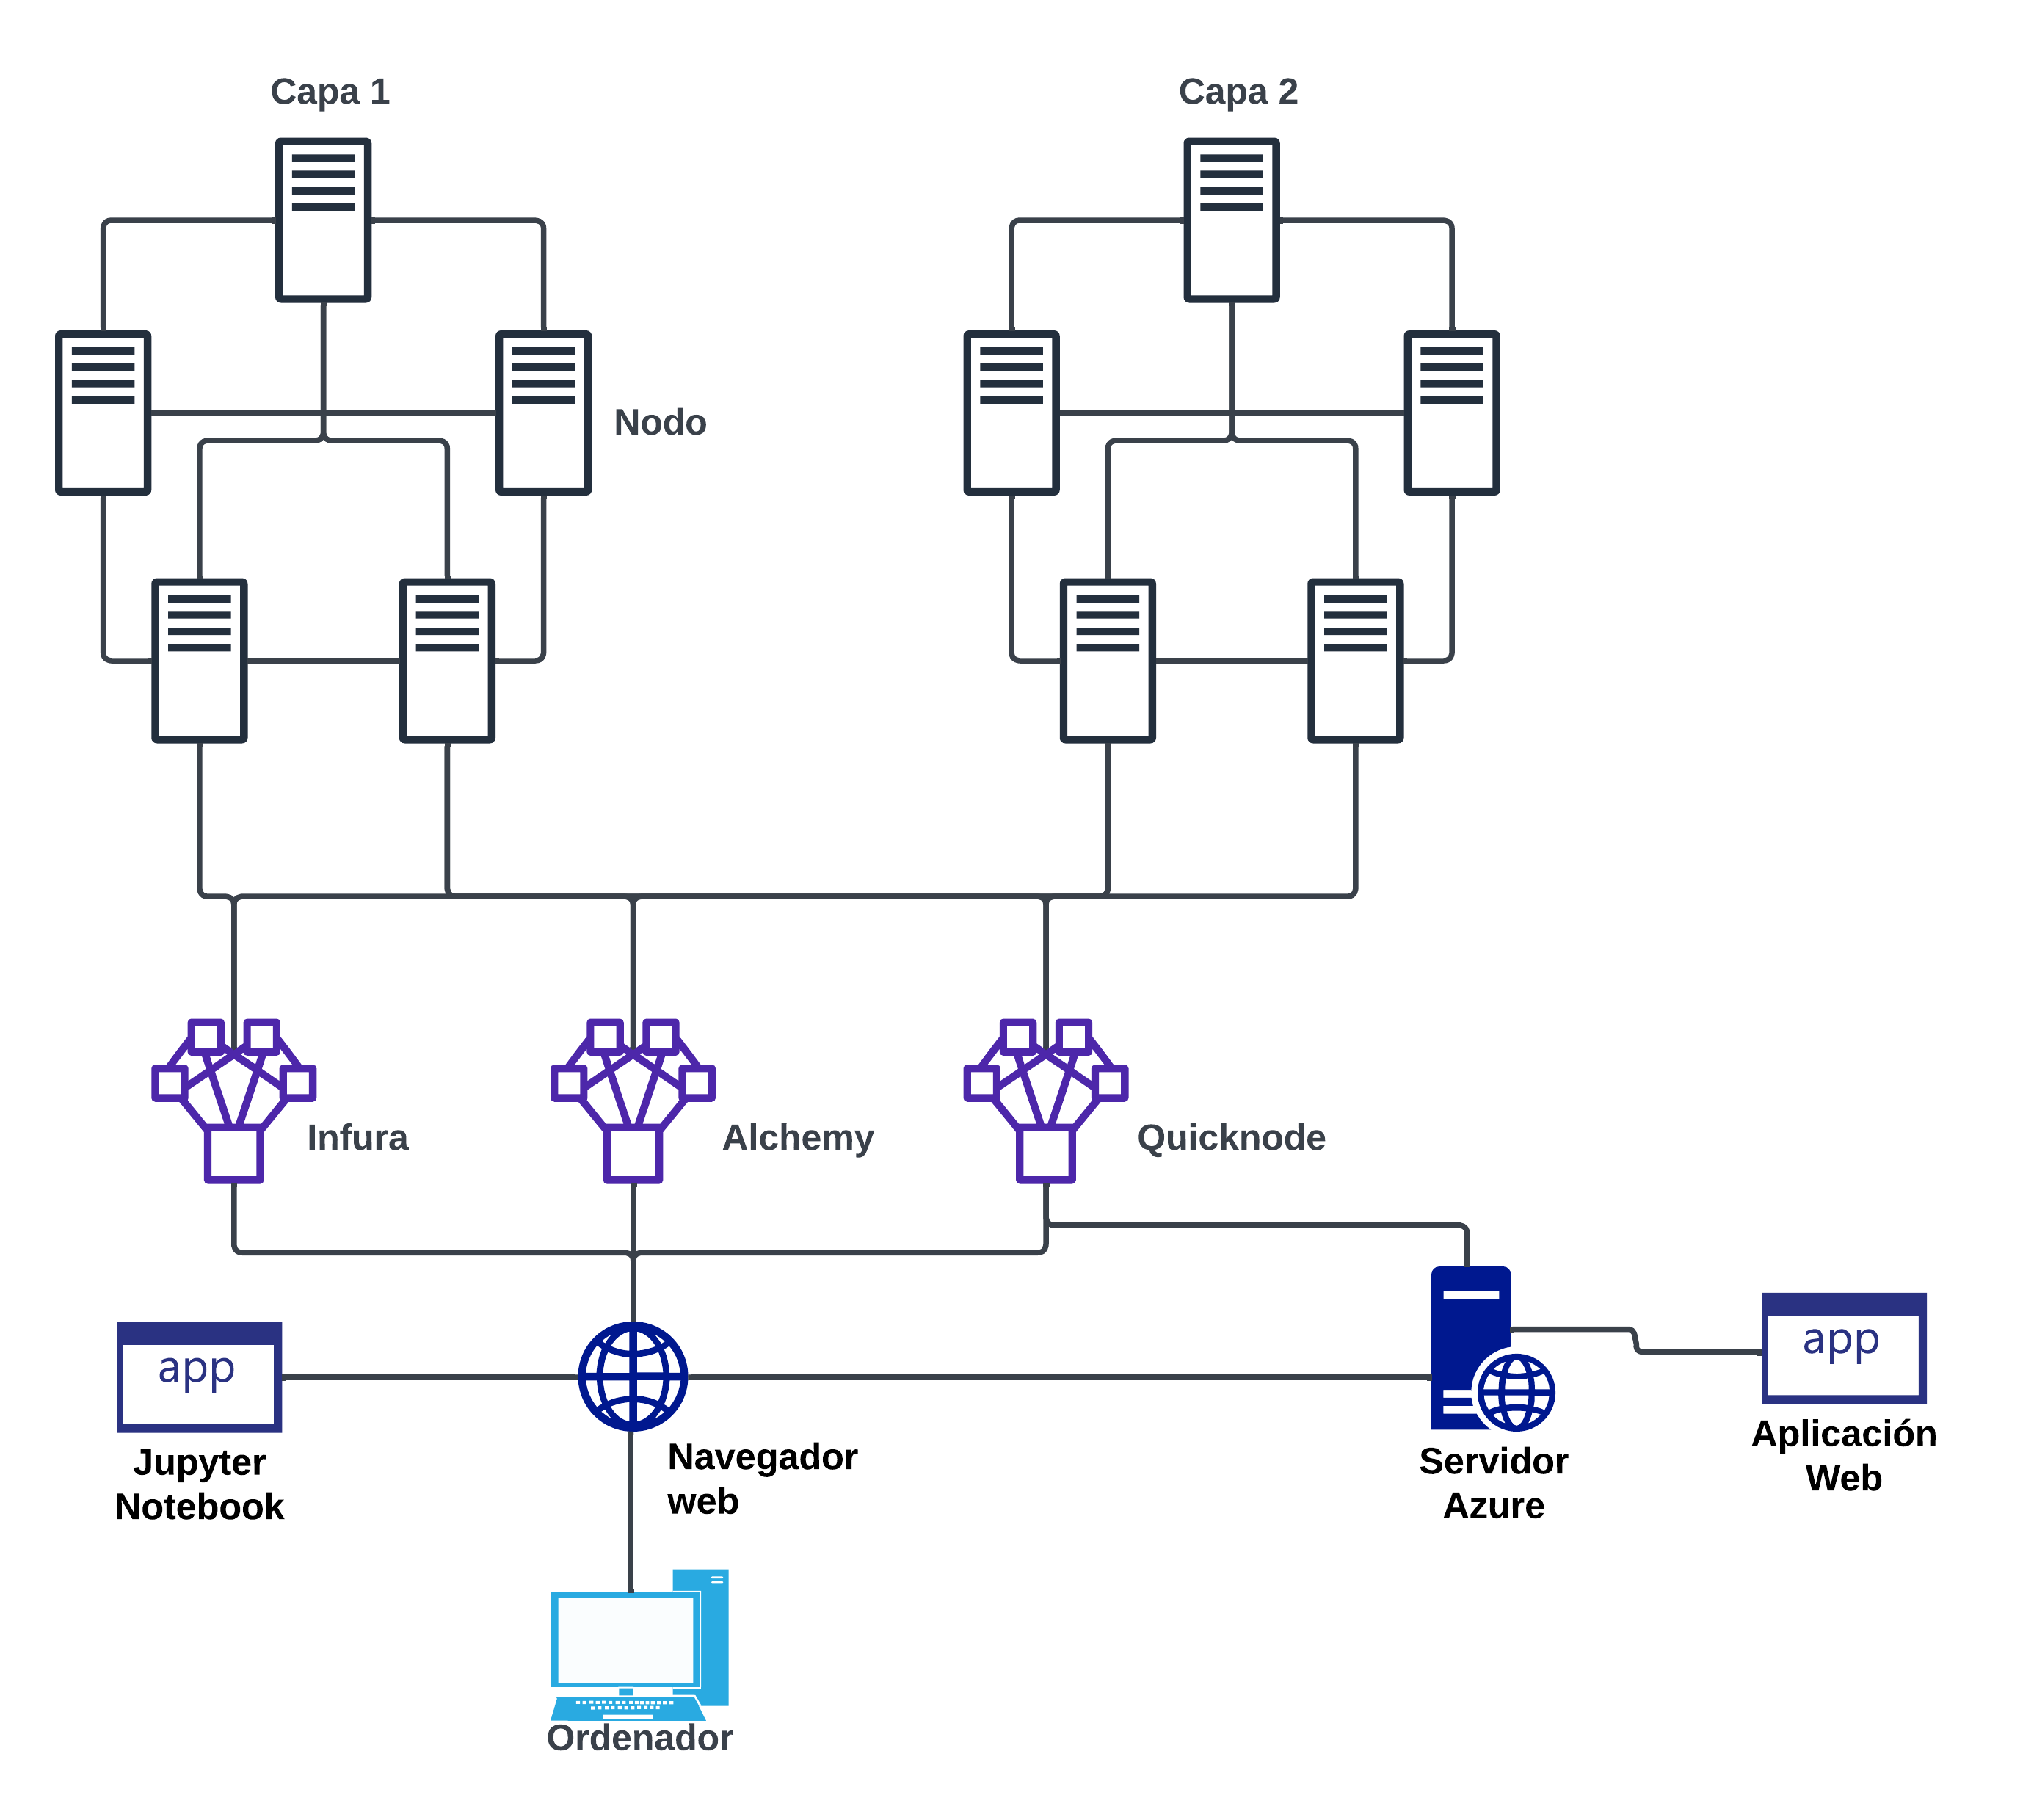 Capa 1
Capa 2
Nodo
Infura
Alchemy
Quicknode
app
app
Jupyter
Notebook
Navegador
web
Servidor
Azure
Aplicación
Web
Ordenador